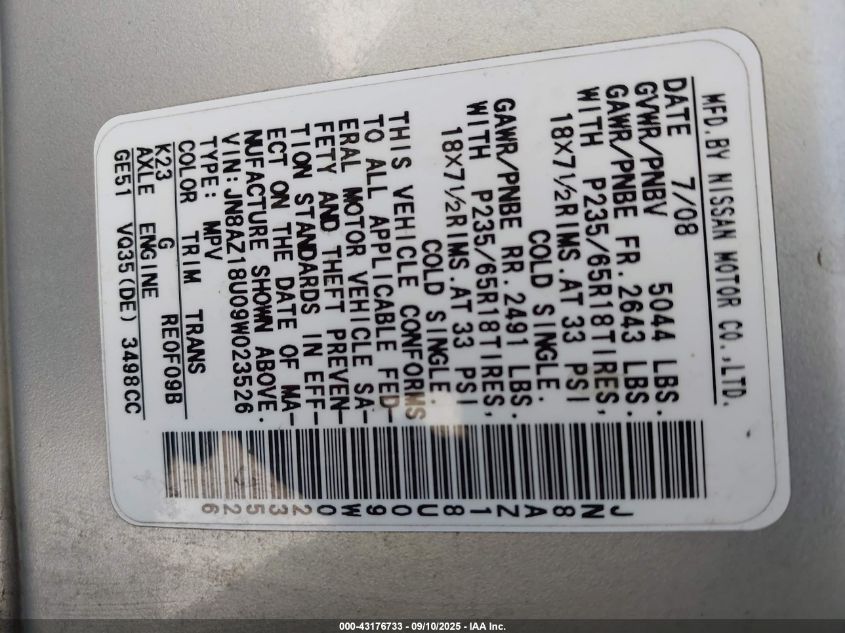 MFD. BY NISSAN MOTOR CO.,LTD.
DATE 7/08
GVWR/PNBV 5044 LBS.
GAWR/PNBE FR. 2643 LBS.
WITH P235/65R18TIRES,
18X7 1/2RIMS. AT 33 PSI
COLD SINGLE.
GAWR/PNBE RR. 2491 LBS.
WITH P235/65R18TIRES,
18X7 1/2RIMS. AT 33 PSI
COLD SINGLE.
THIS VEHICLE CONFORMS
TO ALL APPLICABLE FED-
ERAL MOTOR VEHICLE SA-
FETY AND THEFT PREVEN-
TION STANDARDS IN EFF-
ECT ON THE DATE OF MA-
NUFACTURE SHOWN ABOVE.
VIN: JN8AZ18U09W023526
TYPE: MPV
COLOR TRIM TRANS
K23 G RE0F09B
AXLE ENGINE
GE51 VQ35(DE) 3498CC
JN8AZ18U09W023526
000-43176733 - 09/10/2025 - IAA Inc.